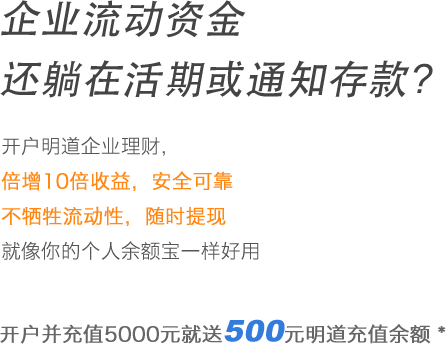 企业流动资金
还躺在活期或通知存款?
开户明道企业理财，
倍增10倍收益，安全可靠
不牺牲流动性，随时提现
就像你的个人余额宝一样好用
开户并充值5000元就送500元明道充值余额 *